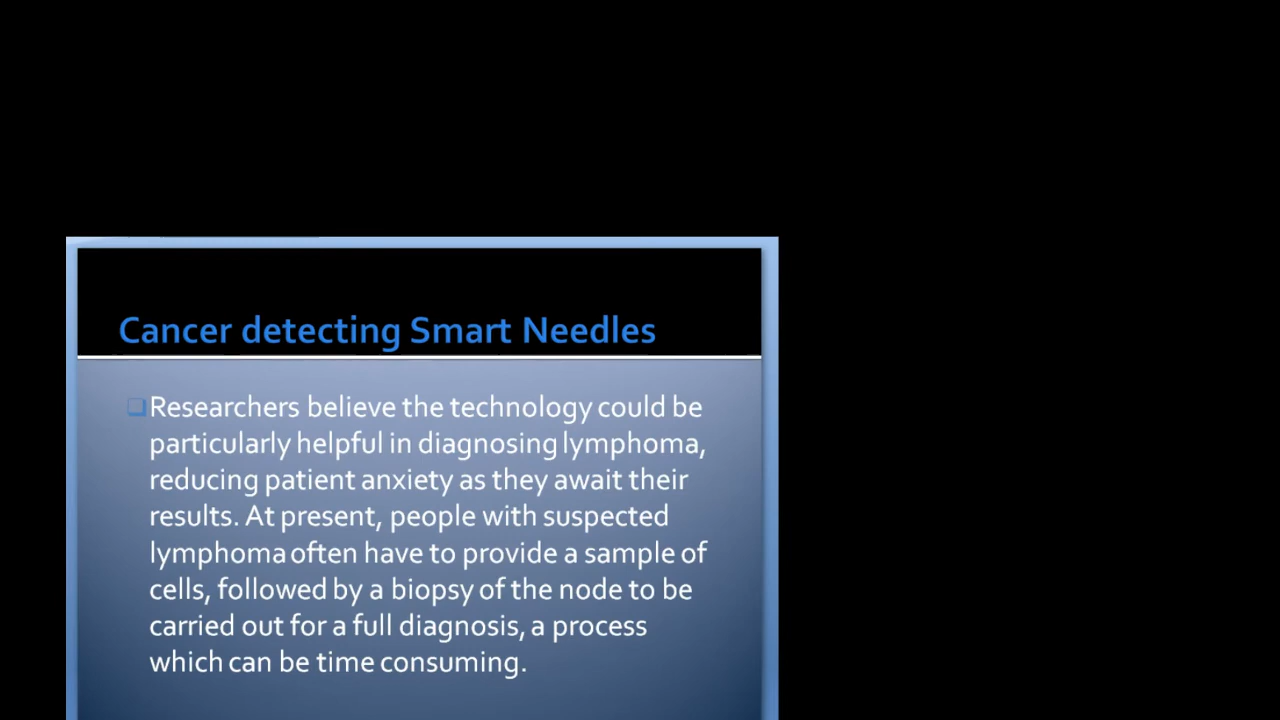 Cancer detecting Smart Needles
Researchers believe the technology could be
particularly helpful in diagnosing lymphoma,
reducing patient anxiety as they await their
results. At present, people with suspected
lymphoma often have to provide a sample of
cells, followed by a biopsy of the node to be
carried out for a full diagnosis, a process
which can be time consuming.